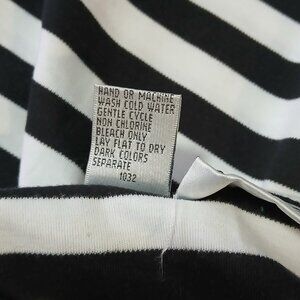 HAND OR MACHINE
WASH COLD WATER
GENTLE CYCLE
NON CHLORINE
BLEACH ONLY
LAY FLAT TO DRY
DARK COLORS
SEPARATE
1032